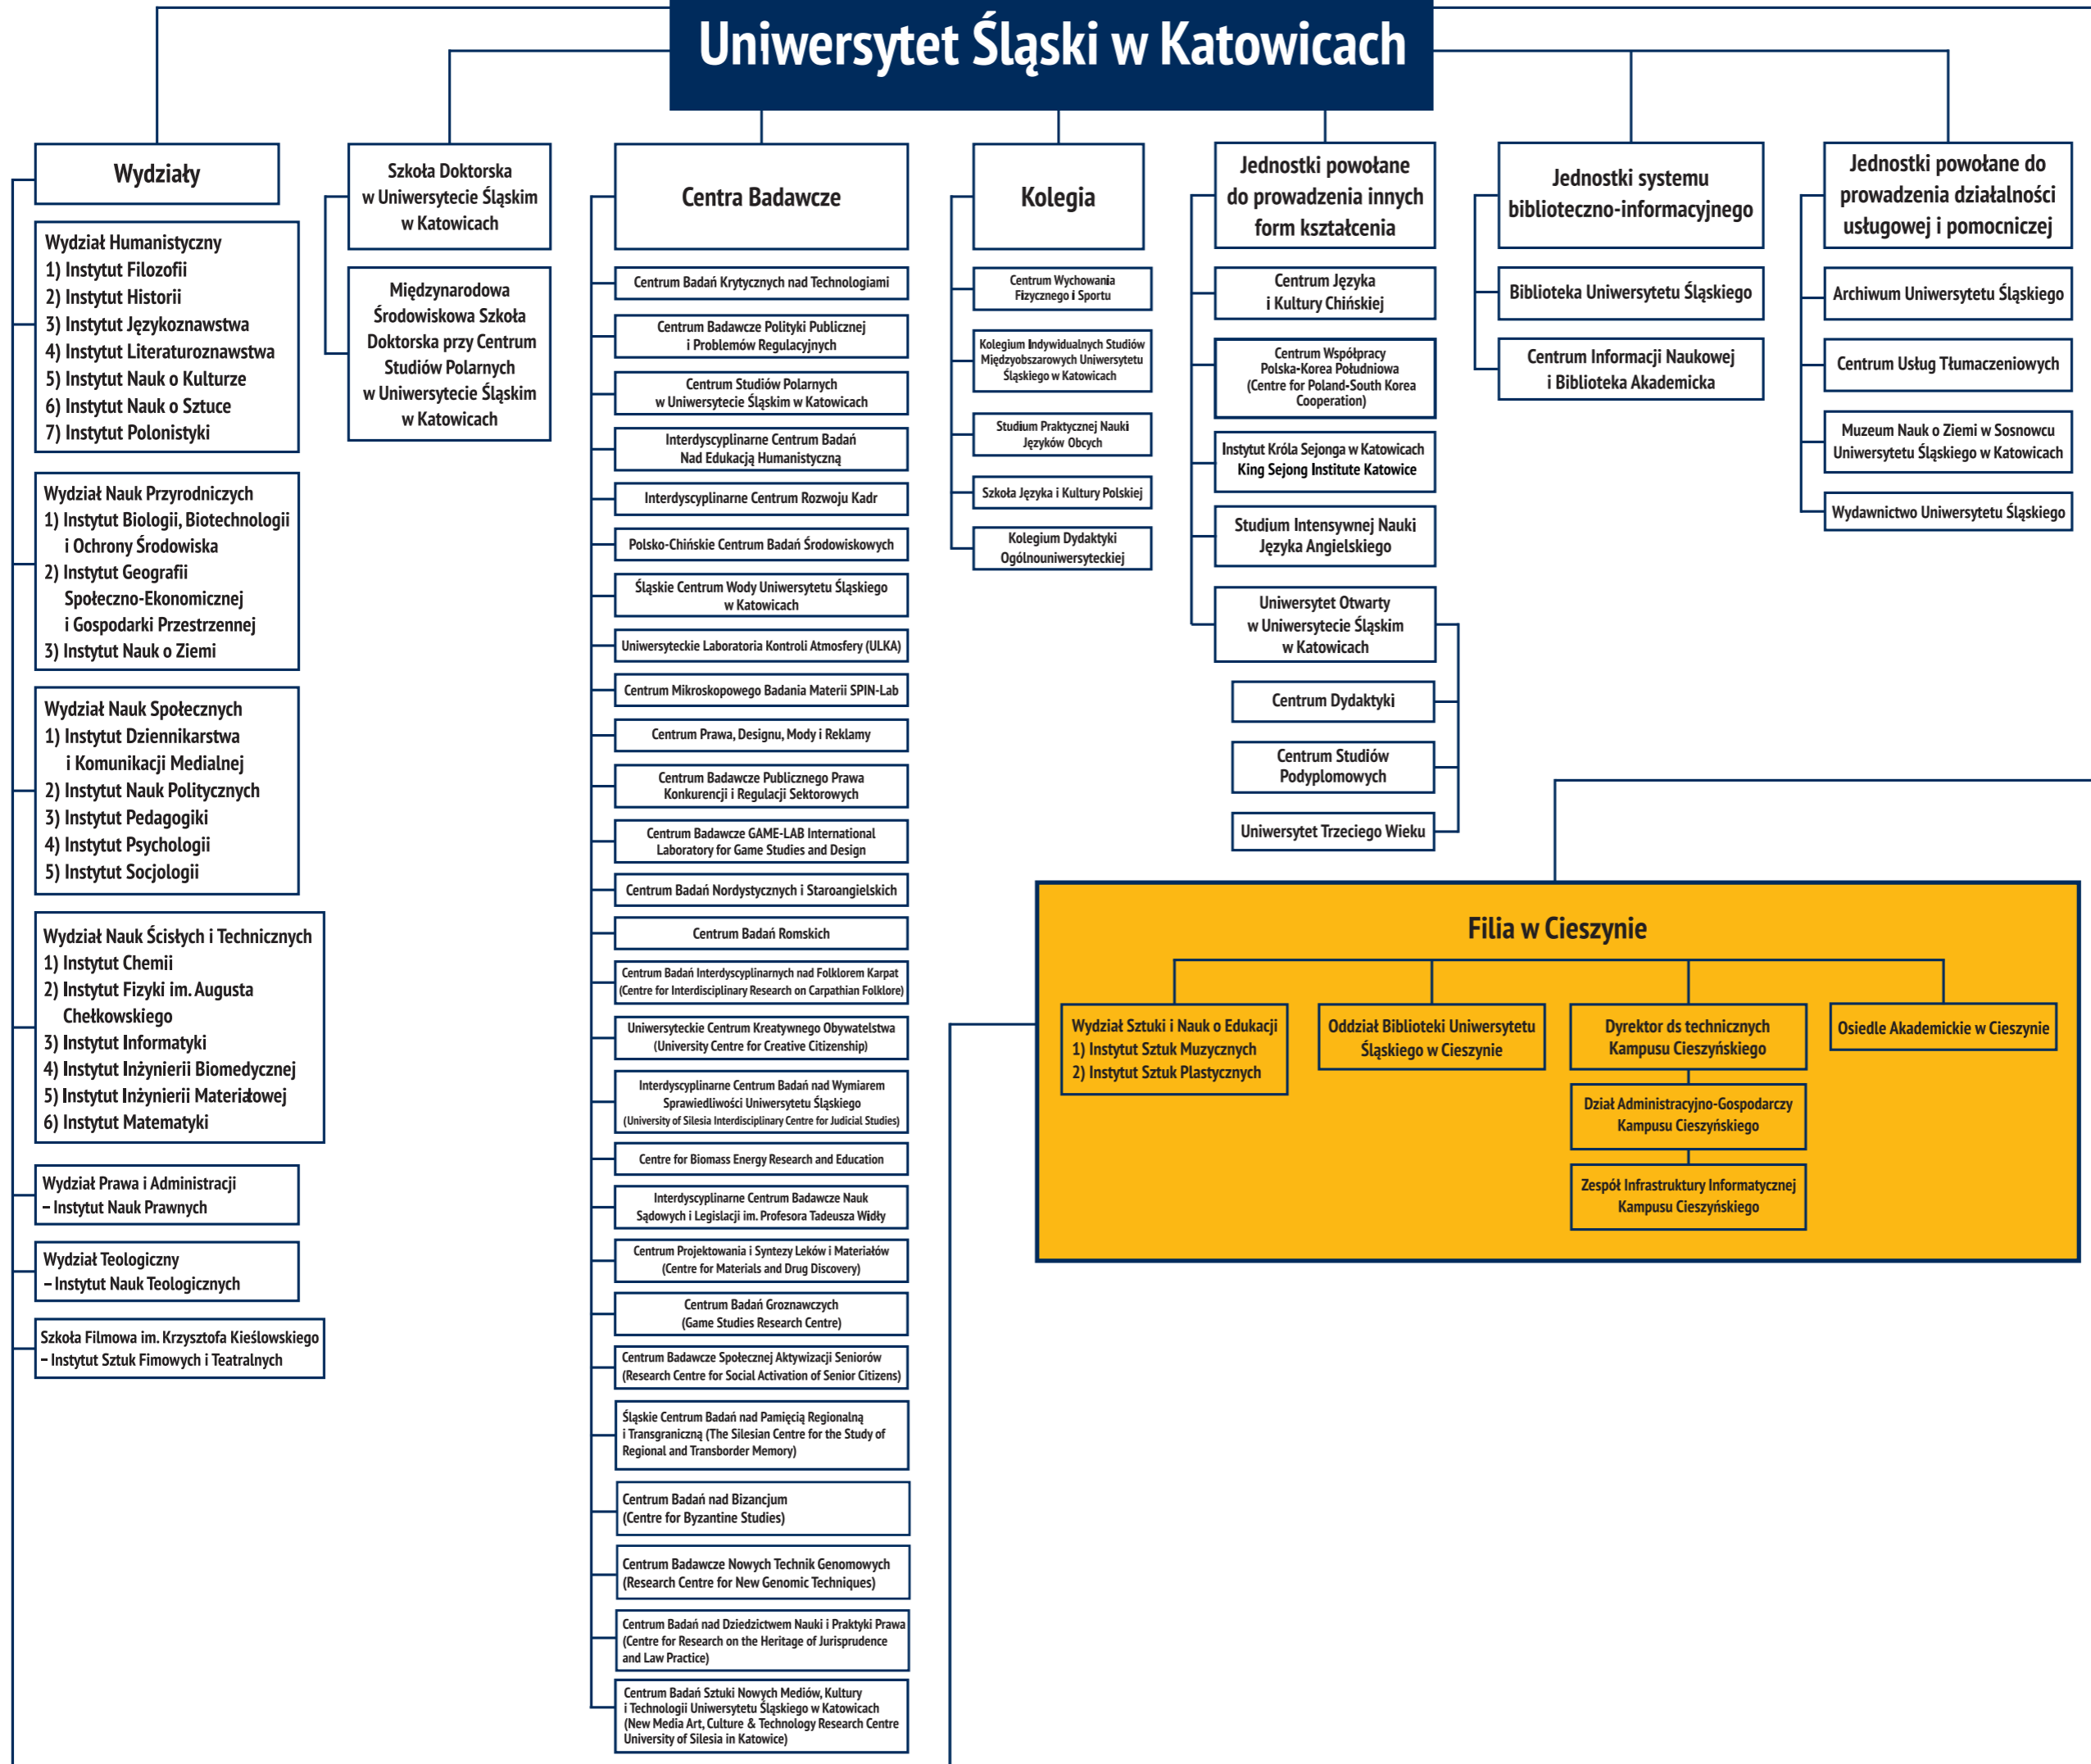 Uniwersytet Śląski w Katowicach
Wydziały
Wydział Humanistyczny
1) Instytut Filozofii
2) Instytut Historii
3) Instytut Językoznawstwa
4) Instytut Literaturoznawstwa
5) Instytut Nauk o Kulturze
6) Instytut Nauk o Sztuce
7) Instytut Polonistyki
Wydział Nauk Przyrodniczych
1) Instytut Biologii, Biotechnologii
i Ochrony Środowiska
2) Instytut Geografii
Społeczno-Ekonomicznej
i Gospodarki Przestrzennej
3) Instytut Nauk o Ziemi
Wydział Nauk Społecznych
1) Instytut Dziennikarstwa
i Komunikacji Medialnej
2) Instytut Nauk Politycznych
3) Instytut Pedagogiki
4) Instytut Psychologii
5) Instytut Socjologii
Wydział Nauk Ścisłych i Technicznych
1) Instytut Chemii
2) Instytut Fizyki im. Augusta
Chełkowskiego
3) Instytut Informatyki
4) Instytut Inżynierii Biomedycznej
5) Instytut Inżynierii Materiałowej
6) Instytut Matematyki
Wydział Prawa i Administracji
– Instytut Nauk Prawnych
Wydział Teologiczny
– Instytut Nauk Teologicznych
Szkoła Filmowa im. Krzysztofa Kieślowskiego
– Instytut Sztuk Fimowych i Teatralnych
Szkoła Doktorska
w Uniwersytecie Śląskim
w Katowicach
Międzynarodowa
Środowiskowa Szkoła
Doktorska przy Centrum
Studiów Polarnych
w Uniwersytecie Śląskim
w Katowicach
Centra Badawcze
Centrum Badań Krytycznych nad Technologiami
Centrum Badawcze Polityki Publicznej
i Problemów Regulacyjnych
Centrum Studiów Polarnych
w Uniwersytecie Śląskim w Katowicach
Interdyscyplinarne Centrum Badań
Nad Edukacją Humanistyczną
Interdyscyplinarne Centrum Rozwoju Kadr
Polsko-Chińskie Centrum Badań Środowiskowych
Śląskie Centrum Wody Uniwersytetu Śląskiego
w Katowicach
Uniwersyteckie Laboratoria Kontroli Atmosfery (ULKA)
Centrum Mikroskopowego Badania Materii SPIN-Lab
Centrum Prawa, Designu, Mody i Reklamy
Centrum Badawcze Publicznego Prawa
Konkurencji i Regulacji Sektorowych
Centrum Badawcze GAME-LAB International
Laboratory for Game Studies and Design
Centrum Badań Nordystycznych i Staroangielskich
Centrum Badań Romskich
Centrum Badań Interdyscyplinarnych nad Folklorem Karpat
(Centre for Interdisciplinary Research on Carpathian Folklore)
Uniwersyteckie Centrum Kreatywnego Obywatelstwa
(University Centre for Creative Citizenship)
Interdyscyplinarne Centrum Badań nad Wymiarem
Sprawiedliwości Uniwersytetu Śląskiego
(University of Silesia Interdisciplinary Centre for Judicial Studies)
Centre for Biomass Energy Research and Education
Interdyscyplinarne Centrum Badawcze Nauk
Sądowych i Legislacji im. Profesora Tadeusza Widły
Centrum Projektowania i Syntezy Leków i Materiałów
(Centre for Materials and Drug Discovery)
Centrum Badań Groznawczych
(Game Studies Research Centre)
Centrum Badawcze Społecznej Aktywizacji Seniorów
(Research Centre for Social Activation of Senior Citizens)
Śląskie Centrum Badań nad Pamięcią Regionalną
i Transgraniczną (The Silesian Centre for the Study of
Regional and Transborder Memory)
Centrum Badań nad Bizancjum
(Centre for Byzantine Studies)
Centrum Badawcze Nowych Technik Genomowych
(Research Centre for New Genomic Techniques)
Centrum Badań nad Dziedzictwem Nauki i Praktyki Prawa
(Centre for Research on the Heritage of Jurisprudence
and Law Practice)
Centrum Badań Sztuki Nowych Mediów, Kultury
i Technologii Uniwersytetu Śląskiego w Katowicach
(New Media Art, Culture & Technology Research Centre
University of Silesia in Katowice)
Kolegia
Centrum Wychowania
Fizycznego i Sportu
Kolegium Indywidualnych Studiów
Międzyobszarowych Uniwersytetu
Śląskiego w Katowicach
Studium Praktycznej Nauki
Języków Obcych
Szkoła Języka i Kultury Polskiej
Kolegium Dydaktyki
Ogólnouniwersyteckiej
Jednostki powołane
do prowadzenia innych
form kształcenia
Centrum Języka
i Kultury Chińskiej
Centrum Współpracy
Polska-Korea Południowa
(Centre for Poland-South Korea
Cooperation)
Instytut Króla Sejonga w Katowicach
King Sejong Institute Katowice
Studium Intensywnej Nauki
Języka Angielskiego
Uniwersytet Otwarty
w Uniwersytecie Śląskim
w Katowicach
Centrum Dydaktyki
Centrum Studiów
Podyplomowych
Uniwersytet Trzeciego Wieku
Jednostki systemu
biblioteczno-informacyjnego
Biblioteka Uniwersytetu Śląskiego
Centrum Informacji Naukowej
i Biblioteka Akademicka
Jednostki powołane do
prowadzenia działalności
usługowej i pomocniczej
Archiwum Uniwersytetu Śląskiego
Centrum Usług Tłumaczeniowych
Muzeum Nauk o Ziemi w Sosnowcu
Uniwersytetu Śląskiego w Katowicach
Wydawnictwo Uniwersytetu Śląskiego
Filia w Cieszynie
Wydział Sztuki i Nauk o Edukacji
1) Instytut Sztuk Muzycznych
2) Instytut Sztuk Plastycznych
Oddział Biblioteki Uniwersytetu
Śląskiego w Cieszynie
Dyrektor ds technicznych
Kampusu Cieszyńskiego
Dział Administracyjno-Gospodarczy
Kampusu Cieszyńskiego
Zespół Infrastruktury Informatycznej
Kampusu Cieszyńskiego
Osiedle Akademickie w Cieszynie